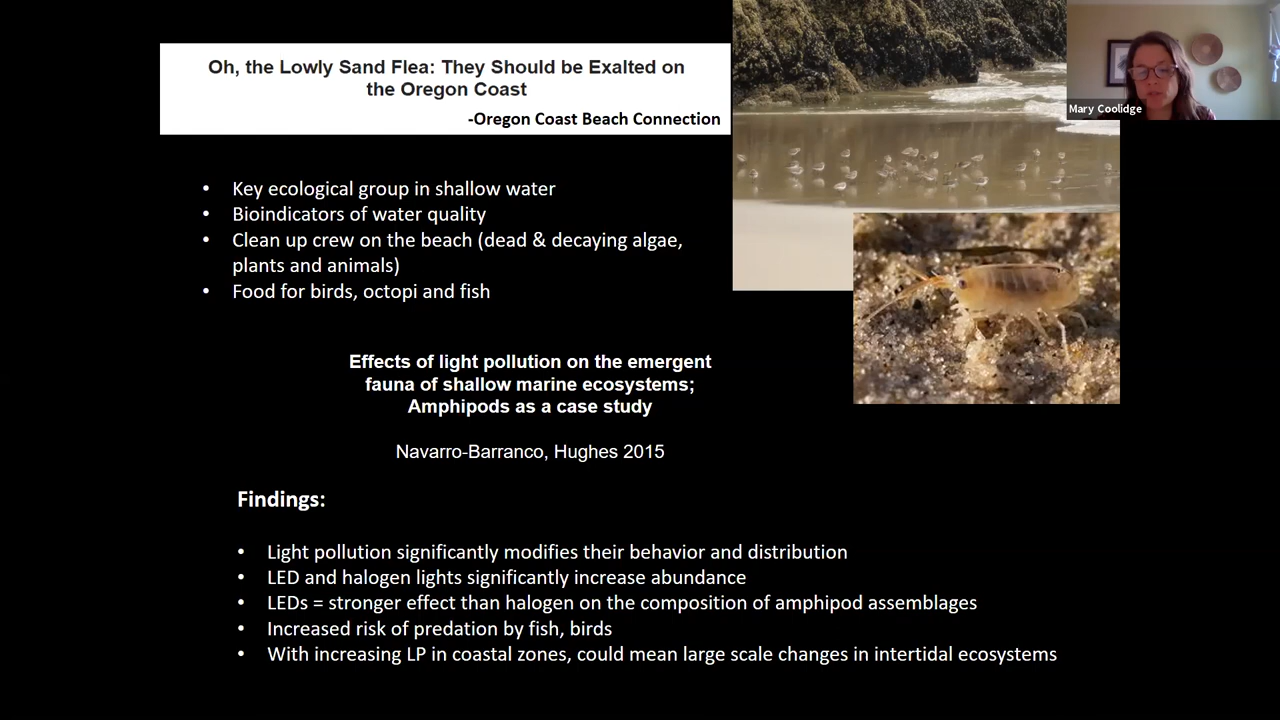 Oh, the Lowly Sand Flea: They Should be Exalted on
the Oregon Coast
-Oregon Coast Beach Connection
Mary Coolidge
• Key ecological group in shallow water
• Bioindicators of water quality
• Clean up crew on the beach (dead & decaying algae,
plants and animals)
• Food for birds, octopi and fish
Effects of light pollution on the emergent
fauna of shallow marine ecosystems;
Amphipods as a case study
Navarro-Barranco, Hughes 2015
Findings:
• Light pollution significantly modifies their behavior and distribution
• LED and halogen lights significantly increase abundance
• LEDs = stronger effect than halogen on the composition of amphipod assemblages
• Increased risk of predation by fish, birds
• With increasing LP in coastal zones, could mean large scale changes in intertidal ecosystems